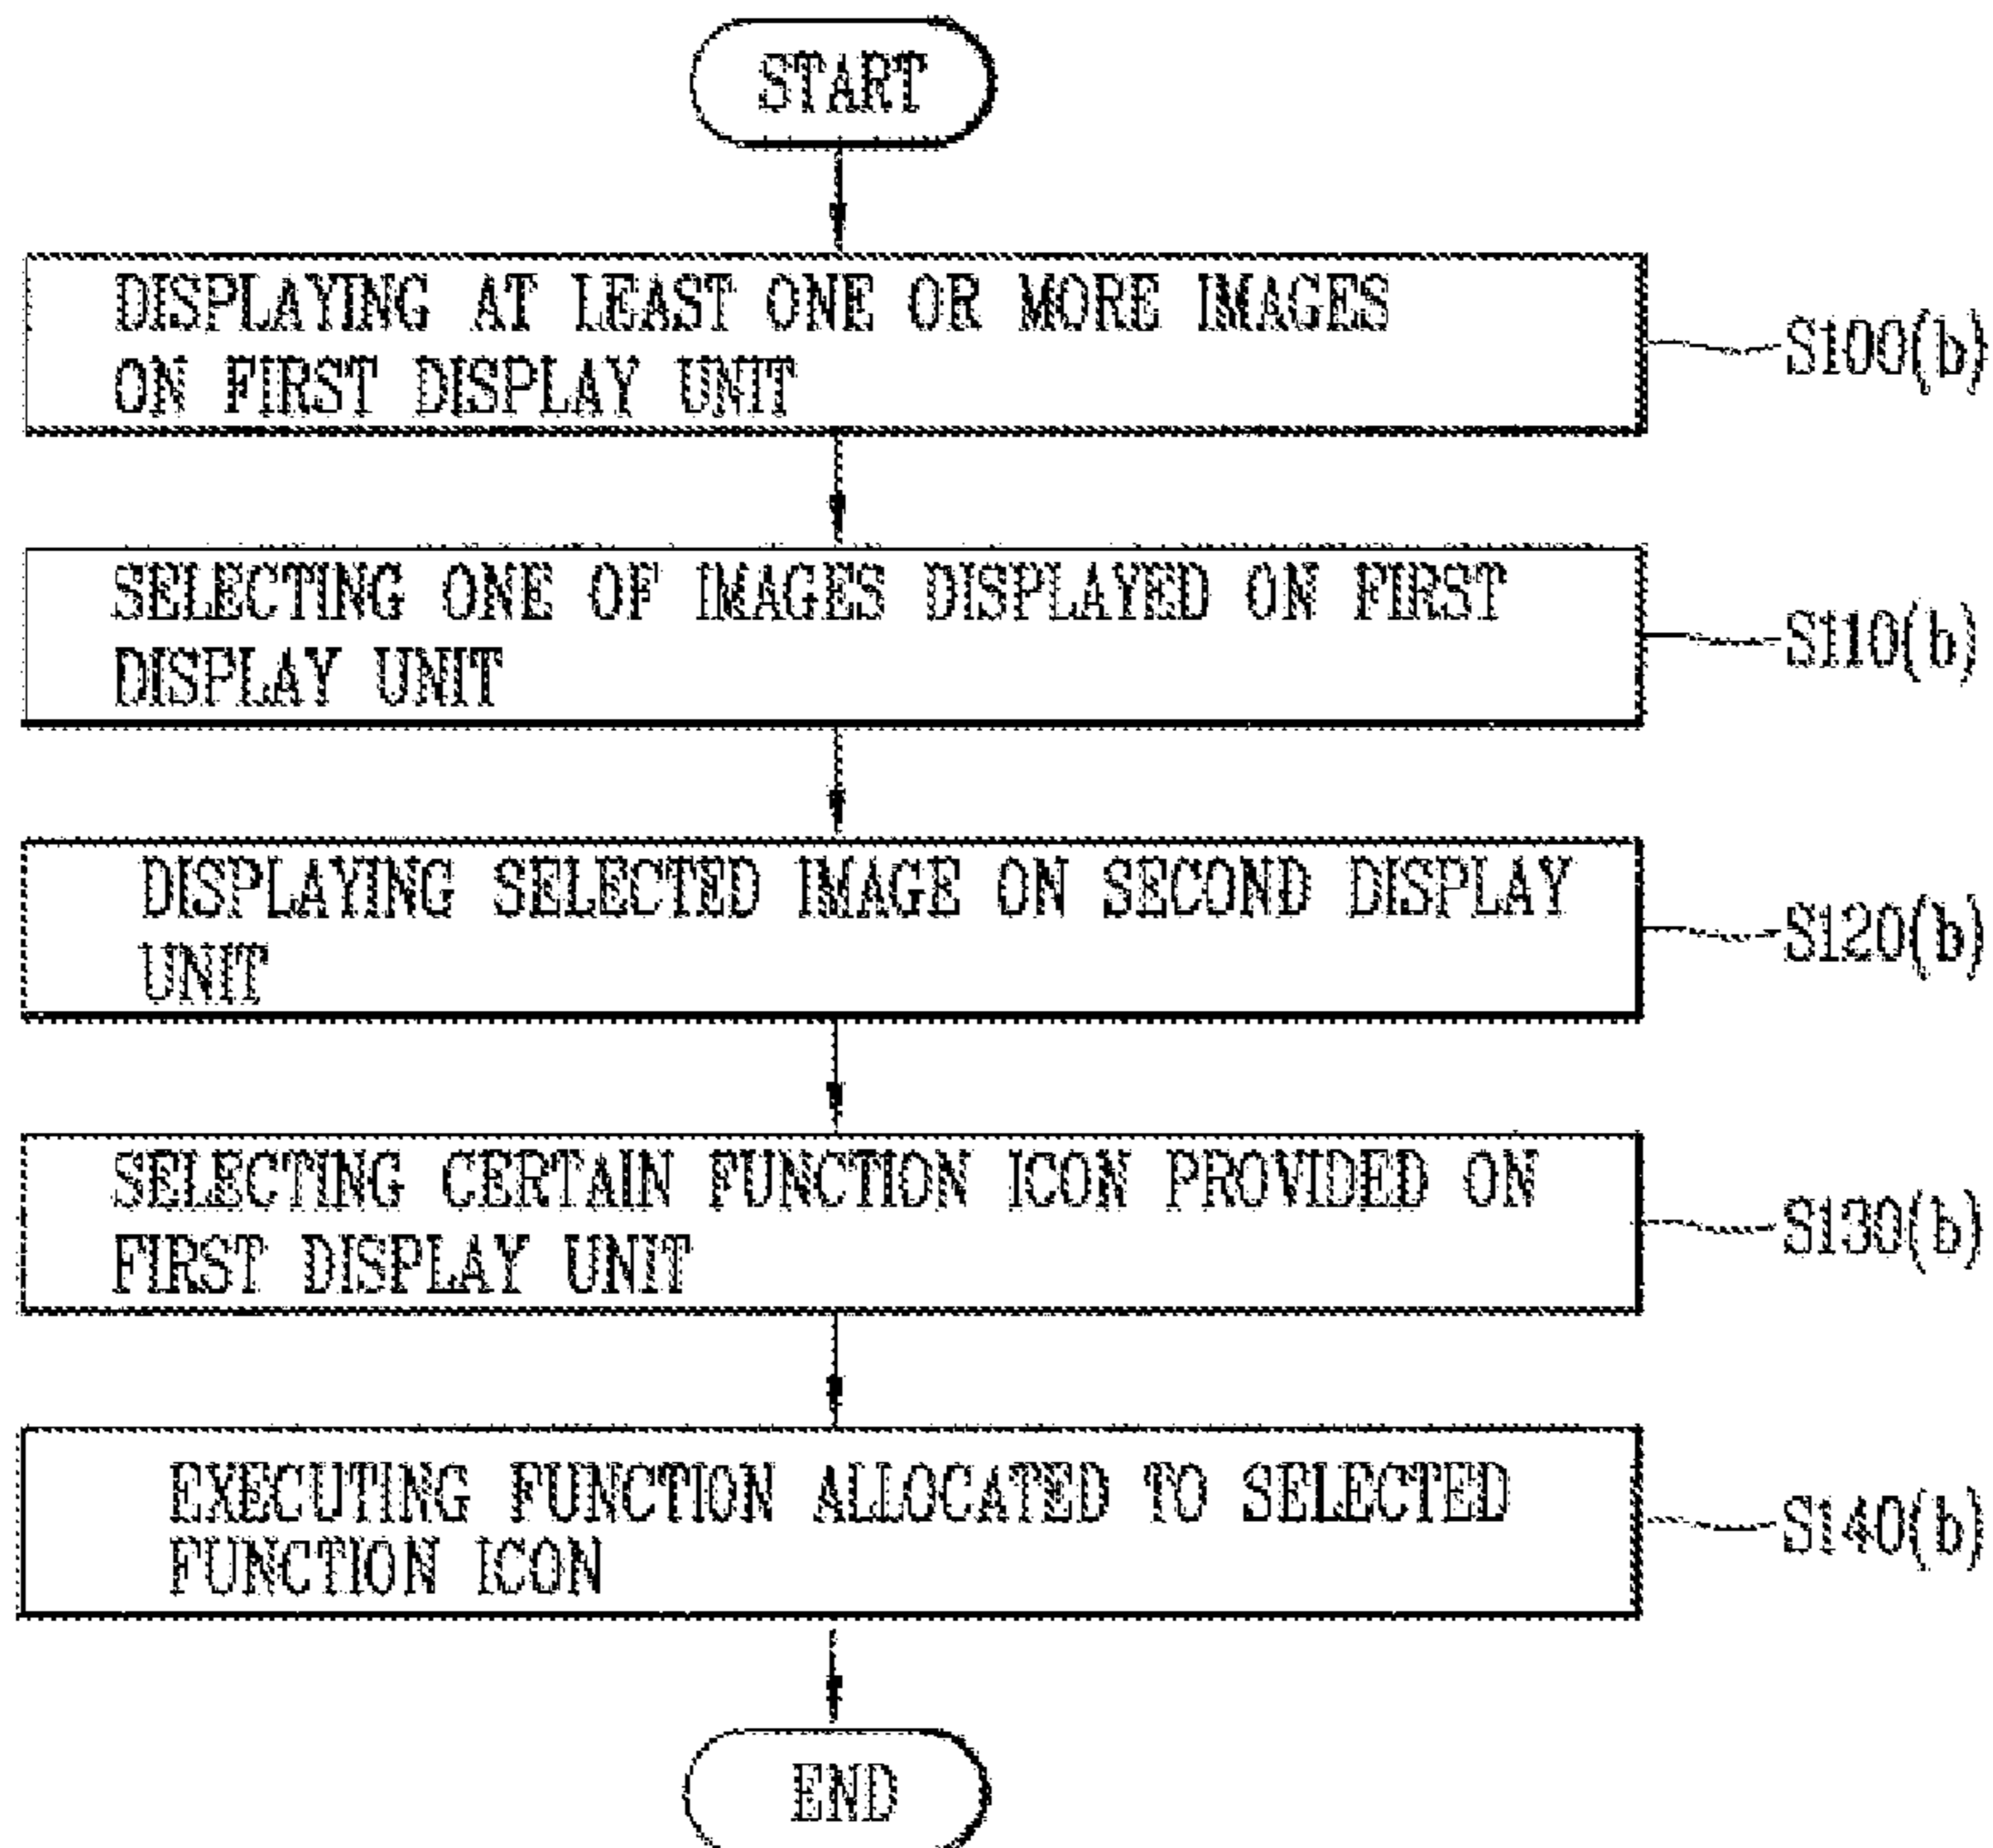 START
DISPLAYING AT LEAST ONE OR MORE IMAGES
ON FIRST DISPLAY UNIT
S100(b)
SELECTING ONE OF IMAGES DISPLAYED ON FIRST
DISPLAY UNIT
S110(b)
DISPLAYING SELECTED IMAGE ON SECOND DISPLAY
UNIT
S120(b)
SELECTING CERTAIN FUNCTION ICON PROVIDED ON
FIRST DISPLAY UNIT
S130(b)
EXECUTING FUNCTION ALLOCATED TO SELECTED
FUNCTION ICON
S140(b)
END